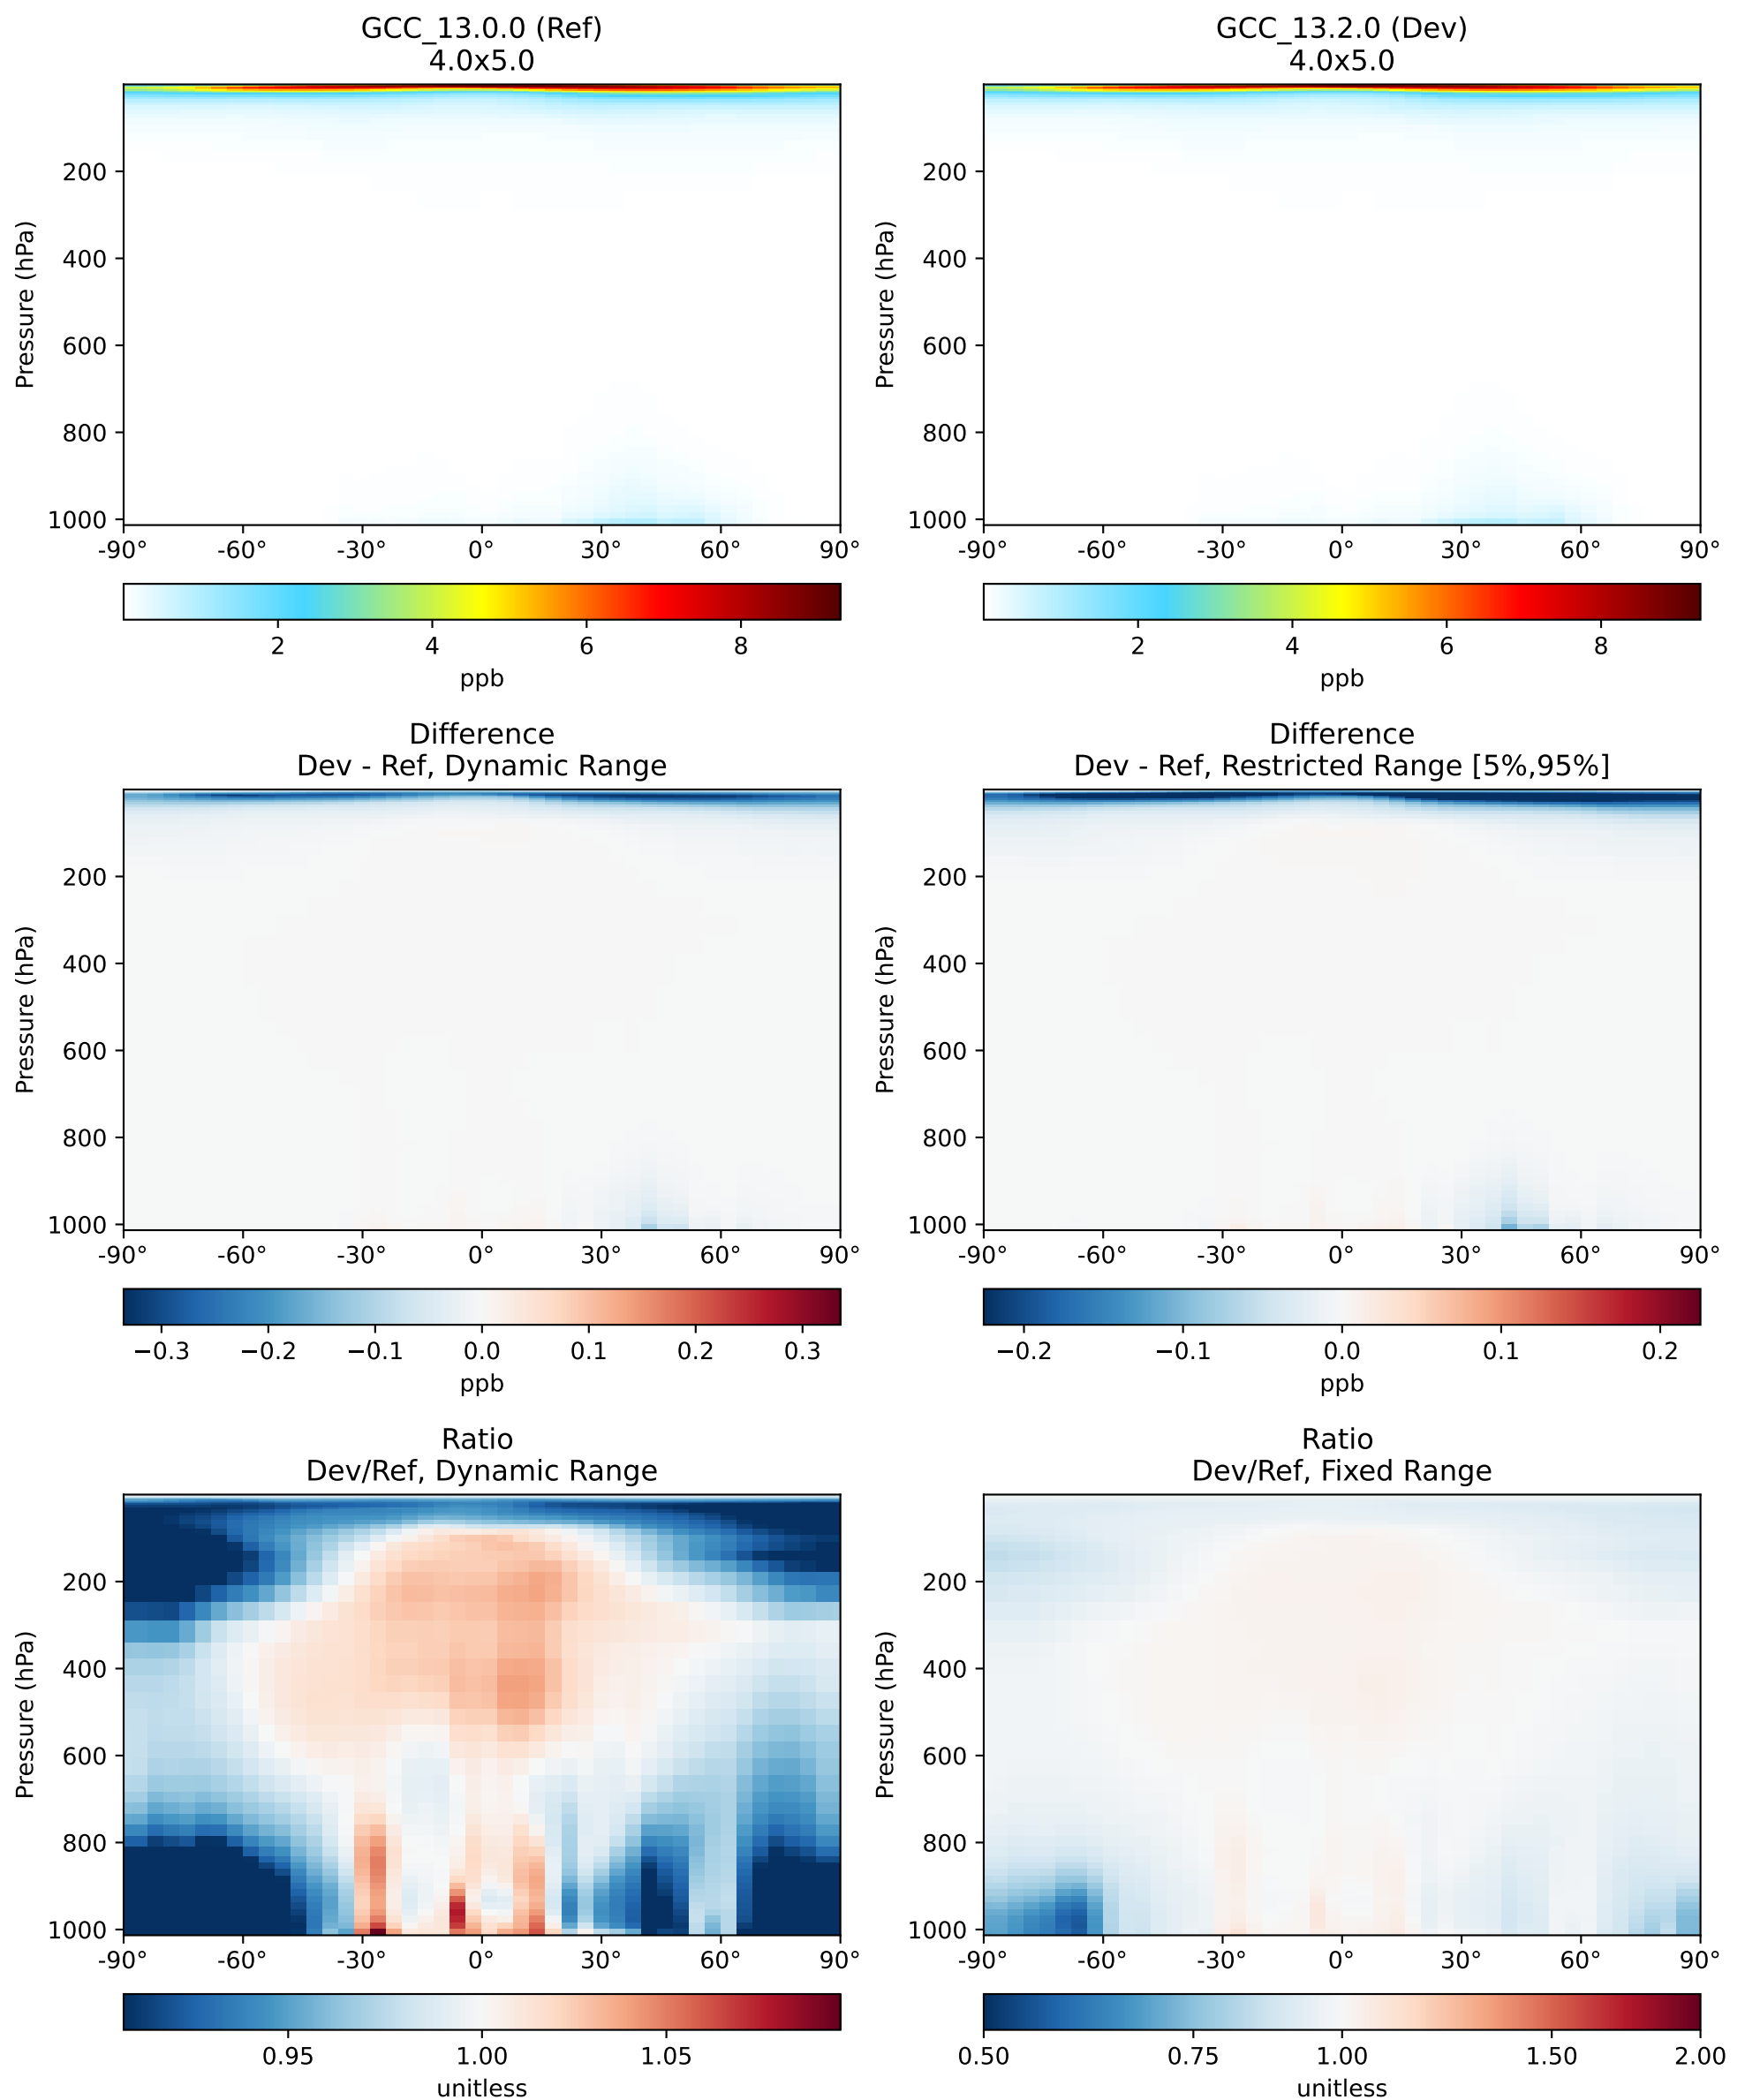 GCC_13.0.0 (Ref)
4.0x5.0
Pressure (hPa)
200
400
600
800
1000
-90° -60° -30° 0° 30° 60° 90°
2 4 6 8
ppb
GCC_13.2.0 (Dev)
4.0x5.0
Pressure (hPa)
200
400
600
800
1000
-90° -60° -30° 0° 30° 60° 90°
2 4 6 8
ppb
Difference
Dev - Ref, Dynamic Range
Pressure (hPa)
200
400
600
800
1000
-90° -60° -30° 0° 30° 60° 90°
−0.3 −0.2 −0.1 0.0 0.1 0.2 0.3
ppb
Difference
Dev - Ref, Restricted Range [5%,95%]
Pressure (hPa)
200
400
600
800
1000
-90° -60° -30° 0° 30° 60° 90°
−0.2 −0.1 0.0 0.1 0.2
ppb
Ratio
Dev/Ref, Dynamic Range
Pressure (hPa)
200
400
600
800
1000
-90° -60° -30° 0° 30° 60° 90°
0.95 1.00 1.05
unitless
Ratio
Dev/Ref, Fixed Range
Pressure (hPa)
200
400
600
800
1000
-90° -60° -30° 0° 30° 60° 90°
0.50 0.75 1.00 1.50 2.00
unitless